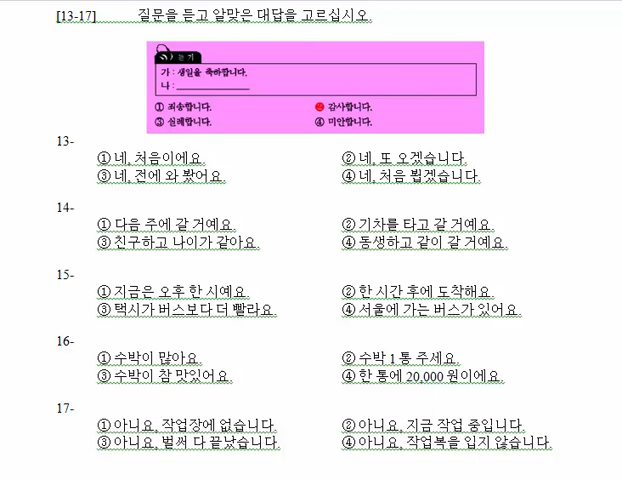 [13-17] 질문을 듣고 알맞은 대답을 고르십시오.
보 기
가 : 생일을 축하합니다.
나 : ____________
① 죄송합니다. ② 감사합니다.
③ 실례합니다. ④ 미안합니다.
13-
① 네, 처음이에요. ② 네, 또 오겠습니다.
③ 네, 전에 와 봤어요. ④ 네, 처음 뵙겠습니다.
14-
① 다음 주에 갈 거예요. ② 기차를 타고 갈 거예요.
③ 친구하고 나이가 같아요. ④ 동생하고 같이 갈 거예요.
15-
① 지금은 오후 한 시예요. ② 한 시간 후에 도착해요.
③ 택시가 버스보다 더 빨라요. ④ 서울에 가는 버스가 있어요.
16-
① 수박이 많아요. ② 수박 1 통 주세요.
③ 수박이 참 맛있어요. ④ 한 통에 20,000 원이에요.
17-
① 아니요, 작업장에 없습니다. ② 아니요, 지금 작업 중입니다.
③ 아니요, 벌써 다 끝났습니다. ④ 아니요, 작업복을 입지 않습니다.